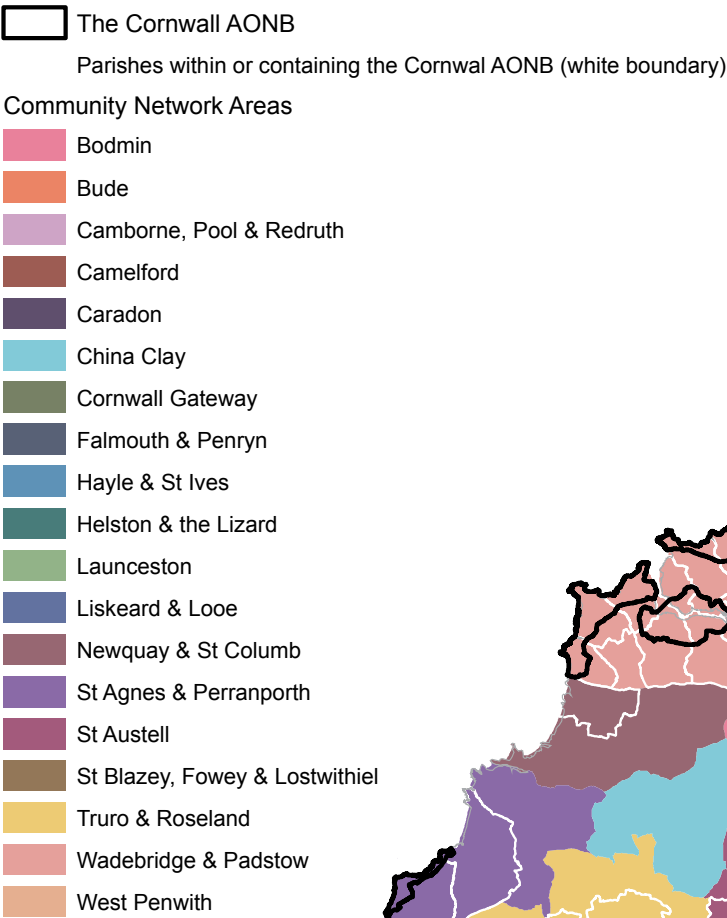 The Cornwall AONB
Parishes within or containing the Cornwal AONB (white boundary)
Community Network Areas
Bodmin
Bude
Camborne, Pool & Redruth
Camelford
Caradon
China Clay
Cornwall Gateway
Falmouth & Penryn
Hayle & St Ives
Helston & the Lizard
Launceston
Liskeard & Looe
Newquay & St Columb
St Agnes & Perranporth
St Austell
St Blazey, Fowey & Lostwithiel
Truro & Roseland
Wadebridge & Padstow
West Penwith